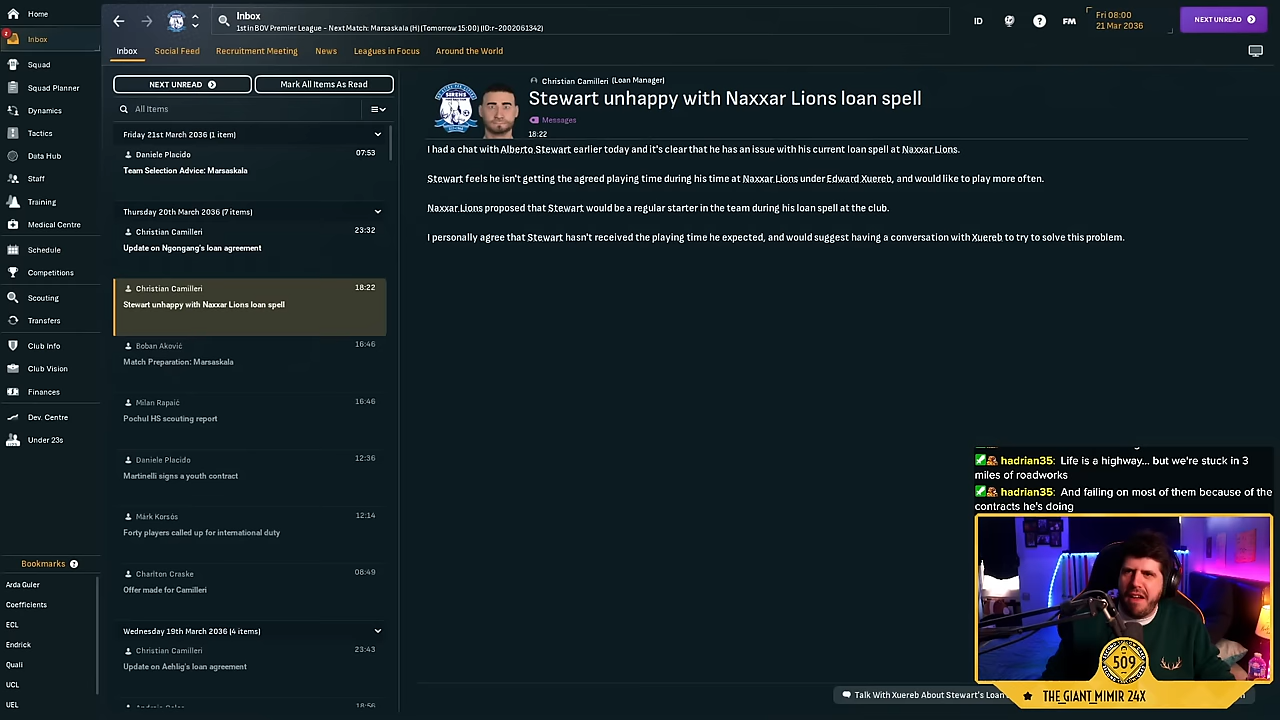 Home
Inbox
Squad
Squad Planner
Dynamics
Tactics
Data Hub
Staff
Training
Medical Centre
Schedule
Competitions
Scouting
Transfers
Club Info
Club Vision
Finances
Dev. Centre
Under 23s
Bookmarks ?
Arda Guler
Coefficients
ECL
Endrick
Quali
UCL
UEL
Inbox
1st in BOV Premier League - Next Match: Marsaskala (H) (Tomorrow 15:00) (ID:r-2002061342)
ID
?
FM
Fri 08:00
21 Mar 2036
NEXT UNREAD
Inbox Social Feed Recruitment Meeting News Leagues in Focus Around the World
NEXT UNREAD
Mark All Items As Read
All Items
Friday 21st March 2036 (1 item)
Daniele Placido 07:53
Team Selection Advice: Marsaskala
Thursday 20th March 2036 (7 items)
Christian Camilleri 23:32
Update on Ngongang's loan agreement
Christian Camilleri 18:22
Stewart unhappy with Naxxar Lions loan spell
Boban Aković 16:46
Match Preparation: Marsaskala
Milan Rapaić 16:46
Pochul HS scouting report
Daniele Placido 12:36
Martinelli signs a youth contract
Márk Korsós 12:14
Forty players called up for international duty
Charlton Craske 08:49
Offer made for Camilleri
Wednesday 19th March 2036 (4 items)
Christian Camilleri 23:43
Update on Aehlig's loan agreement
SIRENS
Christian Camilleri (Loan Manager)
Stewart unhappy with Naxxar Lions loan spell
Messages
18:22
I had a chat with Alberto Stewart earlier today and it's clear that he has an issue with his current loan spell at Naxxar Lions.
Stewart feels he isn't getting the agreed playing time during his time at Naxxar Lions under Edward Xuereb, and would like to play more often.
Naxxar Lions proposed that Stewart would be a regular starter in the team during his loan spell at the club.
I personally agree that Stewart hasn't received the playing time he expected, and would suggest having a conversation with Xuereb to try to solve this problem.
hadrian35: Life is a highway... but we're stuck in 3
miles of roadworks
hadrian35: And failing on most of them because of the
contracts he's doing
509
Talk With Xuereb About Stewart's Loan
THE_GIANT_MIMIR 24X